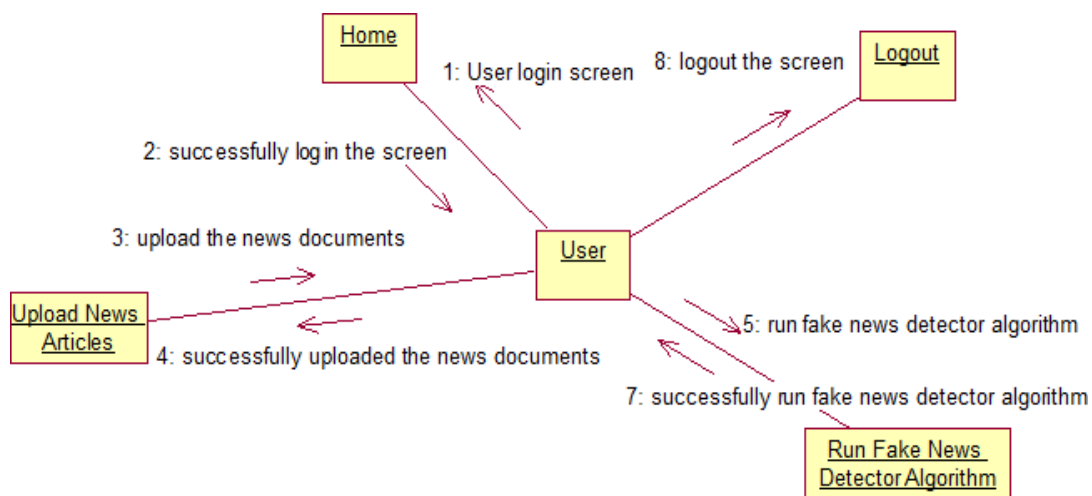 Home
Logout
1: User login screen
8: logout the screen
2: successfully login the screen
3: upload the news documents
User
Upload News
Articles
4: successfully uploaded the news documents
5: run fake news detector algorithm
7: successfully run fake news detector algorithm
Run Fake News
Detector Algorithm